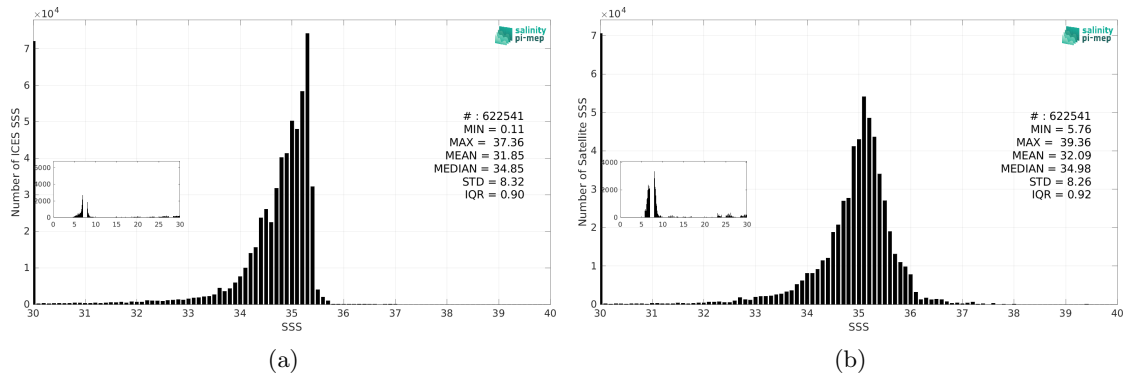 ×10⁴
7
6
5
4
3
2
1
0
Number of ICES SSS
salinity
pi-mep
# : 622541
MIN = 0.11
MAX = 37.36
MEAN = 31.85
MEDIAN = 34.85
STD = 8.32
IQR = 0.90
6000
4000
2000
0
0 5 10 15 20 25 30
30 31 32 33 34 35 36 37 38 39 40
SSS
(a)
×10⁴
7
6
5
4
3
2
1
0
Number of Satellite SSS
salinity
pi-mep
# : 622541
MIN = 5.76
MAX = 39.36
MEAN = 32.09
MEDIAN = 34.98
STD = 8.26
IQR = 0.92
4000
2000
0
0 5 10 15 20 25 30
30 31 32 33 34 35 36 37 38 39 40
SSS
(b)